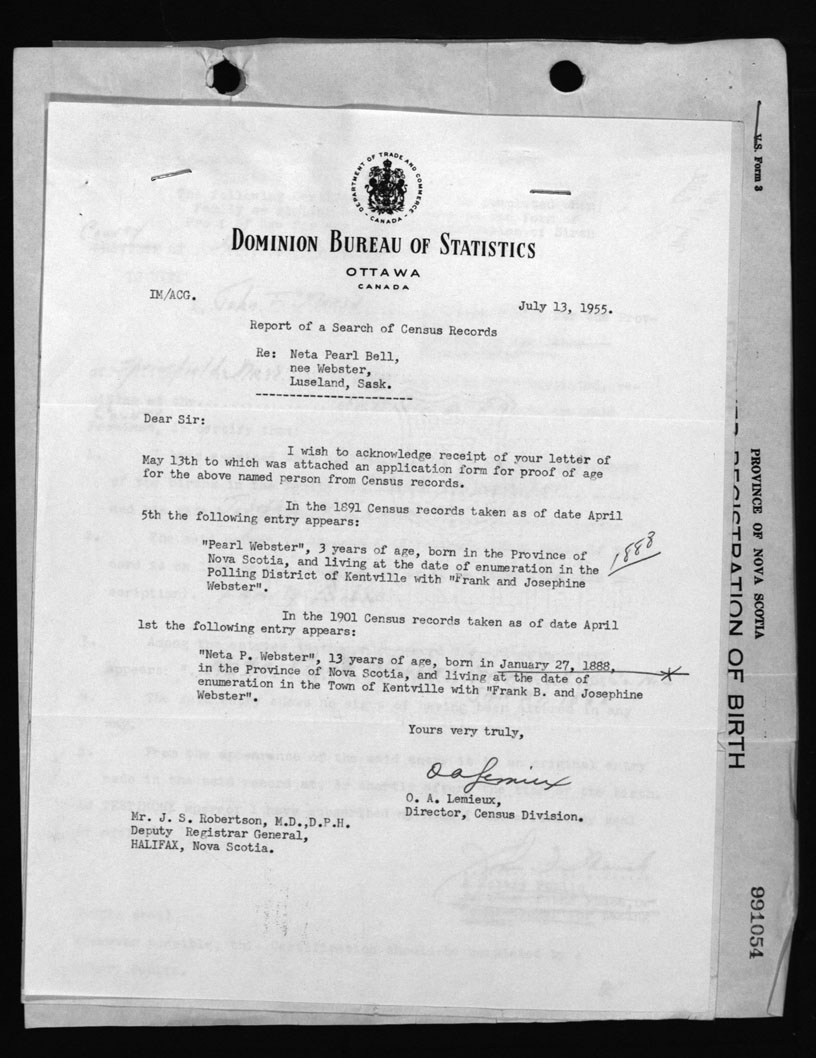 DEPARTMENT OF TRADE AND COMMERCE
CANADA
DOMINION BUREAU OF STATISTICS
OTTAWA
CANADA
IM/ACG.
July 13, 1955.
Report of a Search of Census Records
Re: Neta Pearl Bell,
nee Webster,
Luseland, Sask.
Dear Sir:
I wish to acknowledge receipt of your letter of
May 13th to which was attached an application form for proof of age
for the above named person from Census records.
In the 1891 Census records taken as of date April
5th the following entry appears:
"Pearl Webster", 3 years of age, born in the Province of
Nova Scotia, and living at the date of enumeration in the
Polling District of Kentville with "Frank and Josephine
Webster".
1888
In the 1901 Census records taken as of date April
1st the following entry appears:
"Neta P. Webster", 13 years of age, born in January 27, 1888,
in the Province of Nova Scotia, and living at the date of
enumeration in the Town of Kentville with "Frank B. and Josephine
Webster".
Yours very truly,
O A Lemieux
O. A. Lemieux,
Director, Census Division.
Mr. J. S. Robertson, M.D.,D.P.H.
Deputy Registrar General,
HALIFAX, Nova Scotia.
V.S. Form 3
PROVINCE OF NOVA SCOTIA
REGISTRATION OF BIRTH
991054